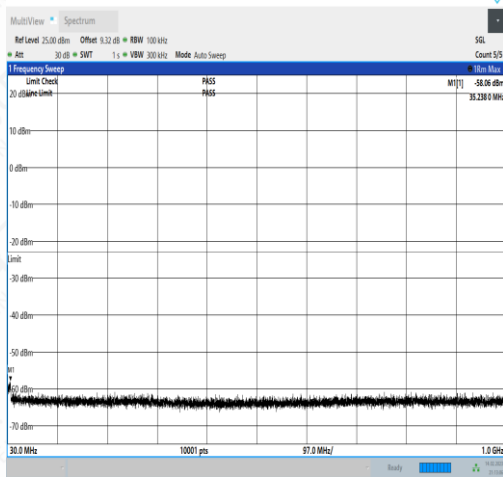 MultiView Spectrum
Ref Level 25.00 dBm Offset 9.32 dB RBW 100 kHz SGL
Att 30 dB SWT 1 s VBW 300 kHz Mode Auto Sweep Count 5/5
1 Frequency Sweep 1Rm Max
Limit Check PASS M1[1] -58.06 dBm
20 dBm Line Limit PASS 35.238 0 MHz
10 dBm
0 dBm
-10 dBm
-20 dBm
Limit
-30 dBm
-40 dBm
-50 dBm
M1
-60 dBm
-70 dBm
30.0 MHz 10001 pts 97.0 MHz/ 1.0 GHz
Ready